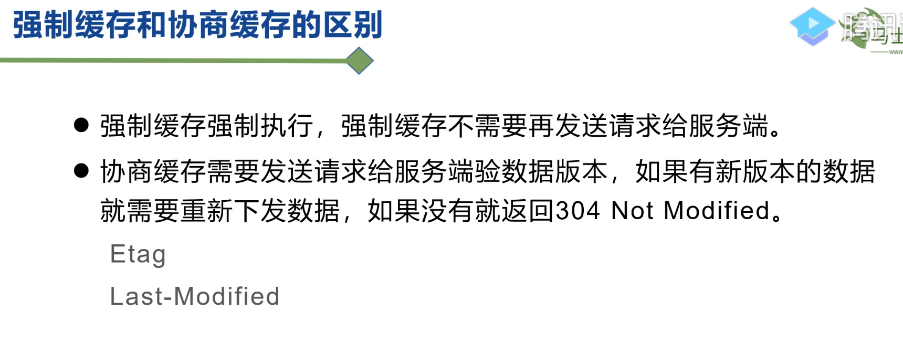 强制缓存和协商缓存的区别
● 强制缓存强制执行，强制缓存不需要再发送请求给服务端。
● 协商缓存需要发送请求给服务端验数据版本，如果有新版本的数据
就需要重新下发数据，如果没有就返回304 Not Modified。
Etag
Last-Modified